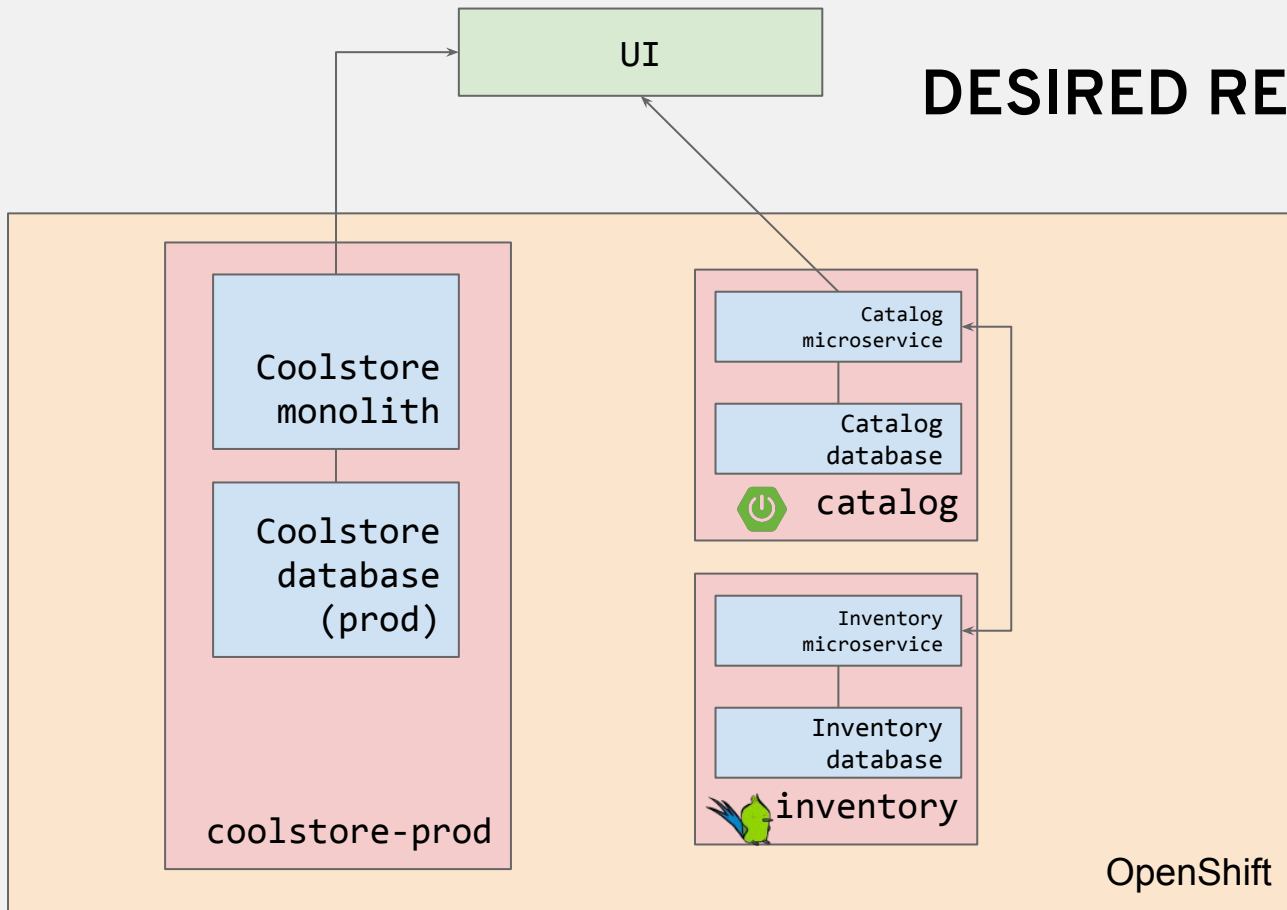 UI
DESIRED RE
Coolstore
monolith
Coolstore
database
(prod)
coolstore-prod
Catalog
microservice
Catalog
database
catalog
Inventory
microservice
Inventory
database
inventory
OpenShift